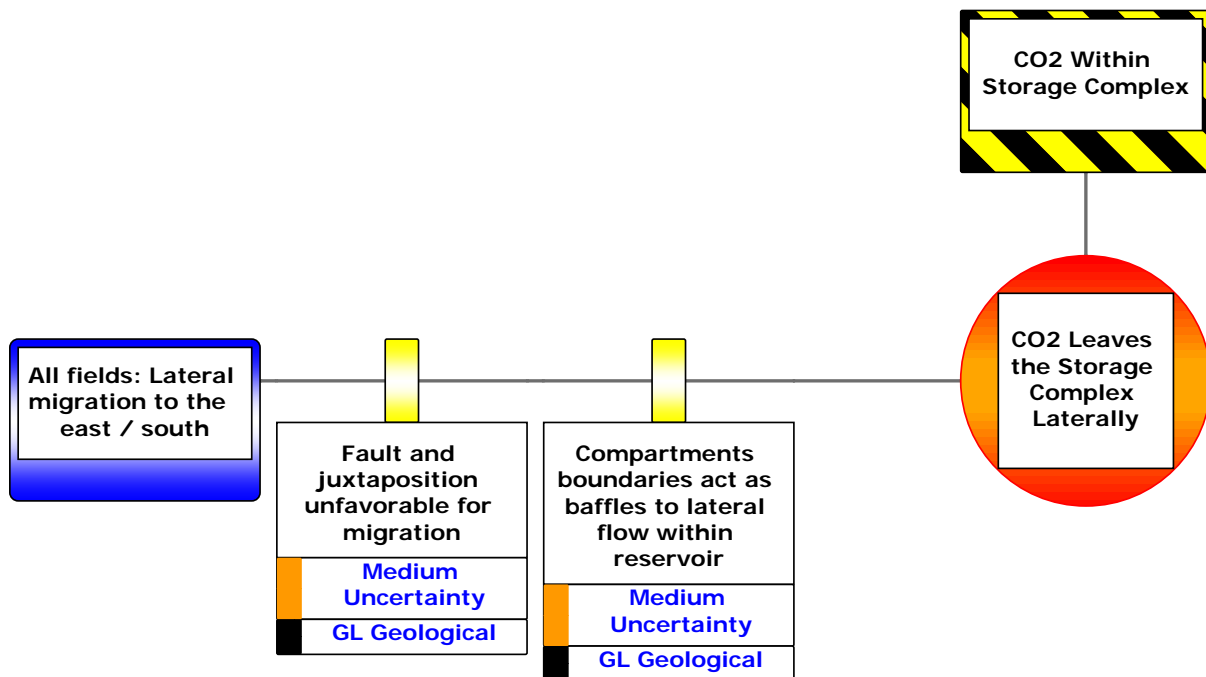 CO2 Within
Storage Complex
All fields: Lateral
migration to the
east / south
Fault and
juxtaposition
unfavorable for
migration
Medium
Uncertainty
GL Geological
Compartments
boundaries act as
baffles to lateral
flow within
reservoir
Medium
Uncertainty
GL Geological
CO2 Leaves
the Storage
Complex
Laterally